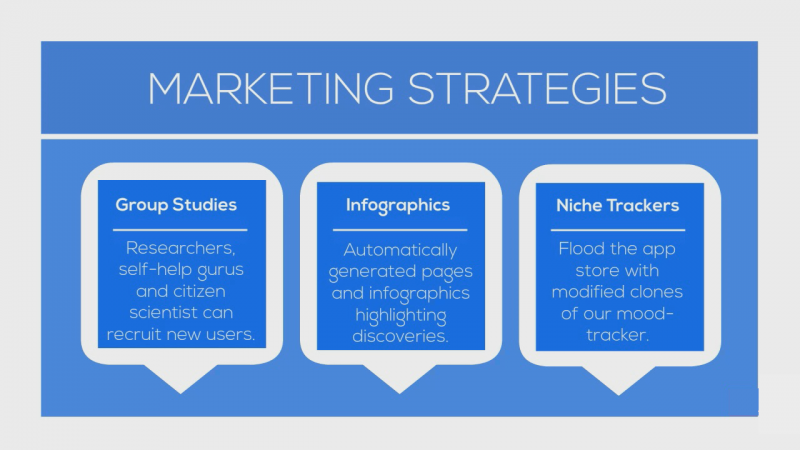 MARKETING STRATEGIES
Group Studies
Researchers,
self-help gurus
and citizen
scientist can
recruit new users.
Infographics
Automatically
generated pages
and infographics
highlighting
discoveries.
Niche Trackers
Flood the app
store with
modified clones
of our mood-
tracker.